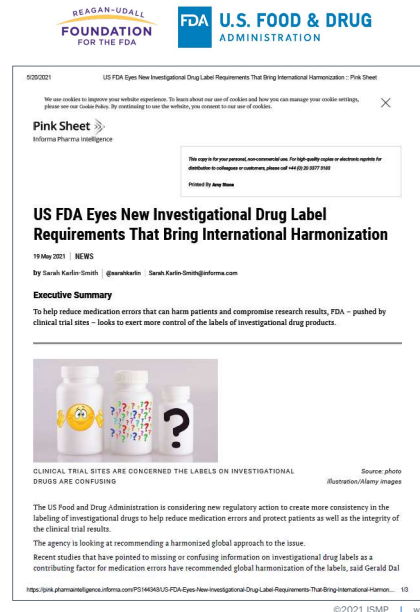 REAGAN-UDALL
FOUNDATION
FOR THE FDA
FDA U.S. FOOD & DRUG
ADMINISTRATION
5/20/2021 US FDA Eyes New Investigational Drug Label Requirements That Bring International Harmonization :: Pink Sheet
We use cookies to improve your website experience. To learn about our use of cookies and how you can manage your cookie settings,
please see our Cookie Policy. By continuing to use the website, you consent to our use of cookies.
Pink Sheet
Informa Pharma Intelligence
This copy is for your personal, non-commercial use. For high-quality copies or electronic reprints for
distribution to colleagues or customers, please call +44 (0) 20 3377 3183
Printed By Amy Stone
US FDA Eyes New Investigational Drug Label
Requirements That Bring International Harmonization
19 May 2021 | NEWS
by Sarah Karlin-Smith | @sarahkarlin | Sarah.Karlin-Smith@informa.com
Executive Summary
To help reduce medication errors that can harm patients and compromise research results, FDA – pushed by
clinical trial sites – looks to exert more control of the labels of investigational drug products.
CLINICAL TRIAL SITES ARE CONCERNED THE LABELS ON INVESTIGATIONAL
DRUGS ARE CONFUSING
Source: photo
illustration/Alamy images
The US Food and Drug Administration is considering new regulatory action to create more consistency in the
labeling of investigational drugs to help reduce medication errors and protect patients as well as the integrity of
the clinical trial results.
The agency is looking at recommending a harmonized global approach to the issue.
Recent studies that have pointed to missing or confusing information on investigational drug labels as a
contributing factor for medication errors have recommended global harmonization of the labels, said Gerald Dal
https://pink.pharmaintelligence.informa.com/PS144348/US-FDA-Eyes-New-Investigational-Drug-Label-Requirements-That-Bring-International-Harmon... 1/3
©2021 ISMP | w